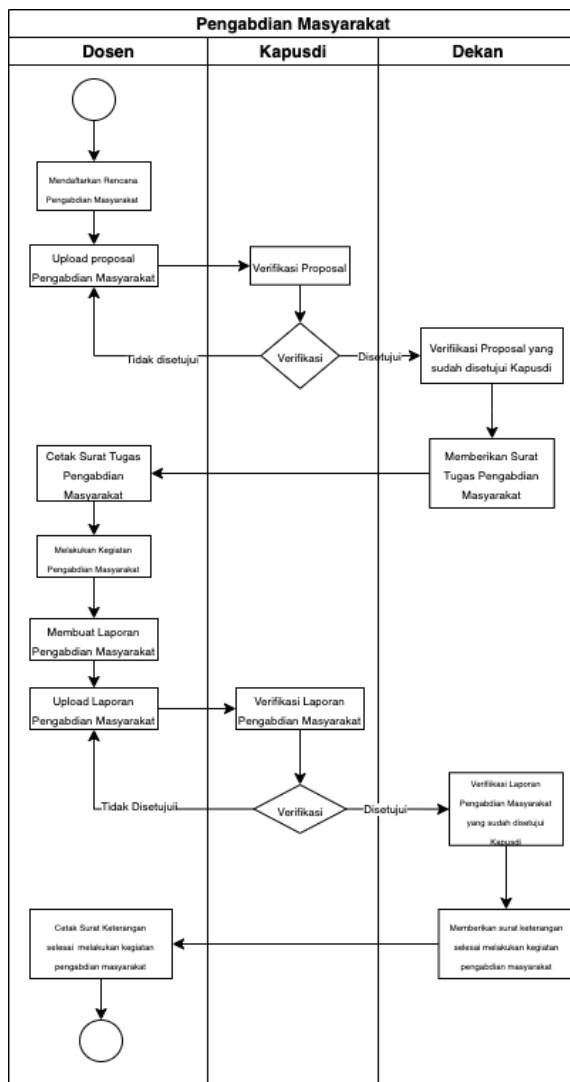 Pengabdian Masyarakat
Dosen
Kapusdi
Dekan
Mendaftarkan Rencana
Pengabdian Masyarakat
Upload proposal
Pengabdian Masyarakat
Verifikasi Proposal
Tidak disetujui
Verifikasi
Disetujui
Verifiikasi Proposal yang
sudah disetujui Kapusdi
Memberikan Surat
Tugas Pengabdian
Masyarakat
Cetak Surat Tugas
Pengabdian
Masyarakat
Melakukan Kegiatan
Pengabdian Masyarakat
Membuat Laporan
Pengabdian Masyarakat
Upload Laporan
Pengabdian Masyarakat
Verifikasi Laporan
Pengabdian Masyarakat
Tidak Disetujuii
Verifikasi
Disetujui
Verifiikasi Laporan
Pengabdian Masyarakat
yang sudah disetujui
Kapusdi
Memberikan surat keterangan
selesai melakukan kegiatan
pengabdian masyarakat
Cetak Surat Keterangan
selesai melakukan kegiatan
pengabdian masyarakat